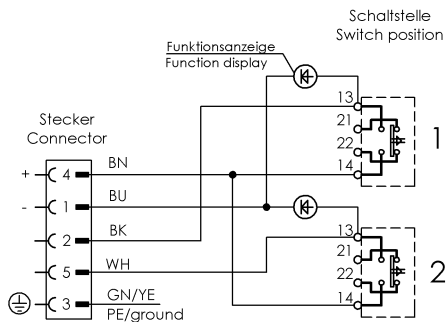 Schaltstelle
Switch position
Funktionsanzeige
Function display
Stecker
Connector
13
21
22
14
1
+ 4 BN
- 1 BU
2 BK
5 WH
3 GN/YE
PE/ground
13
21
22
14
2